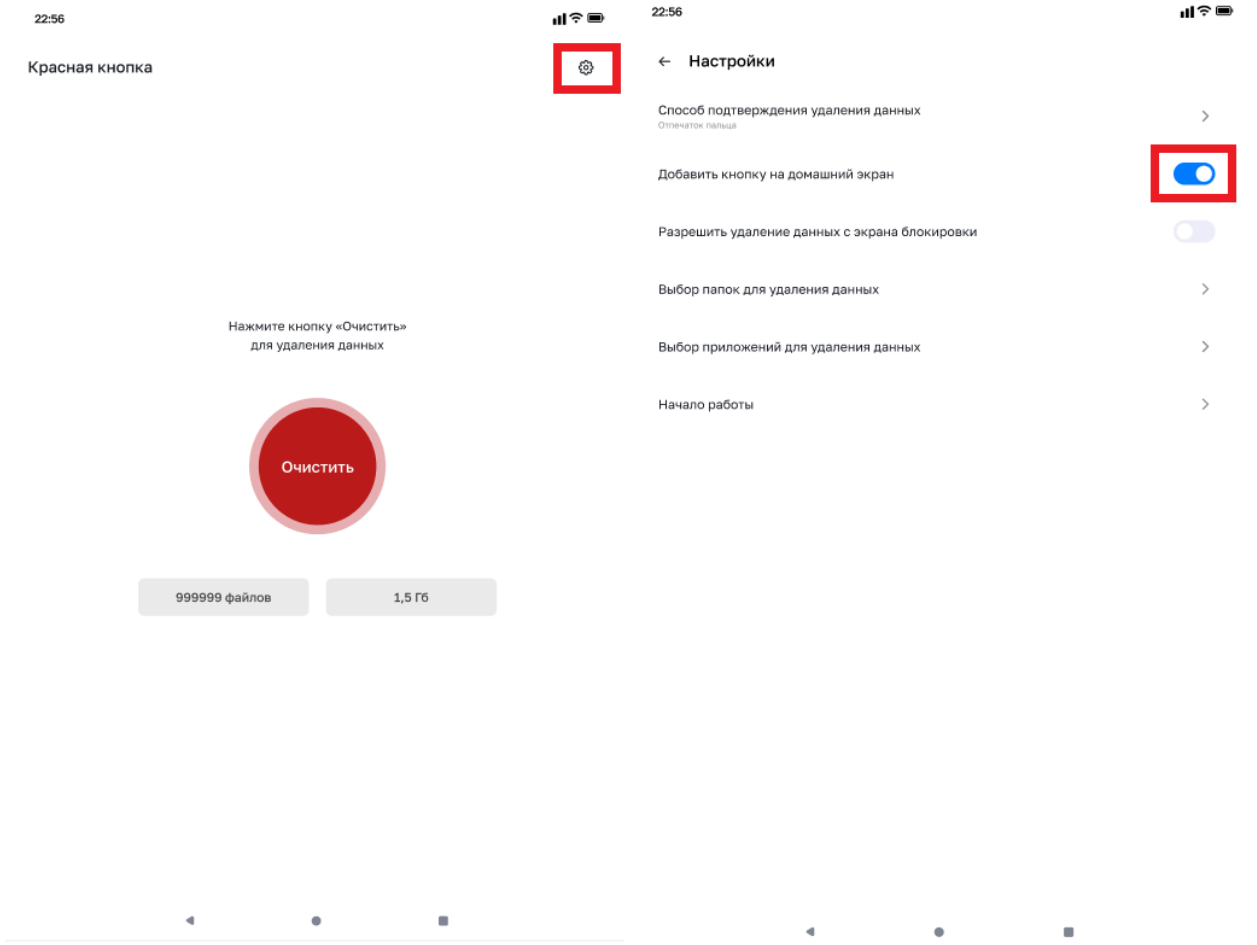 22:56
Красная кнопка
Нажмите кнопку «Очистить»
для удаления данных
Очистить
999999 файлов
1,5 Гб
22:56
Настройки
Способ подтверждения удаления данных
Отпечаток пальца
Добавить кнопку на домашний экран
Разрешить удаление данных с экрана блокировки
Выбор папок для удаления данных
Выбор приложений для удаления данных
Начало работы